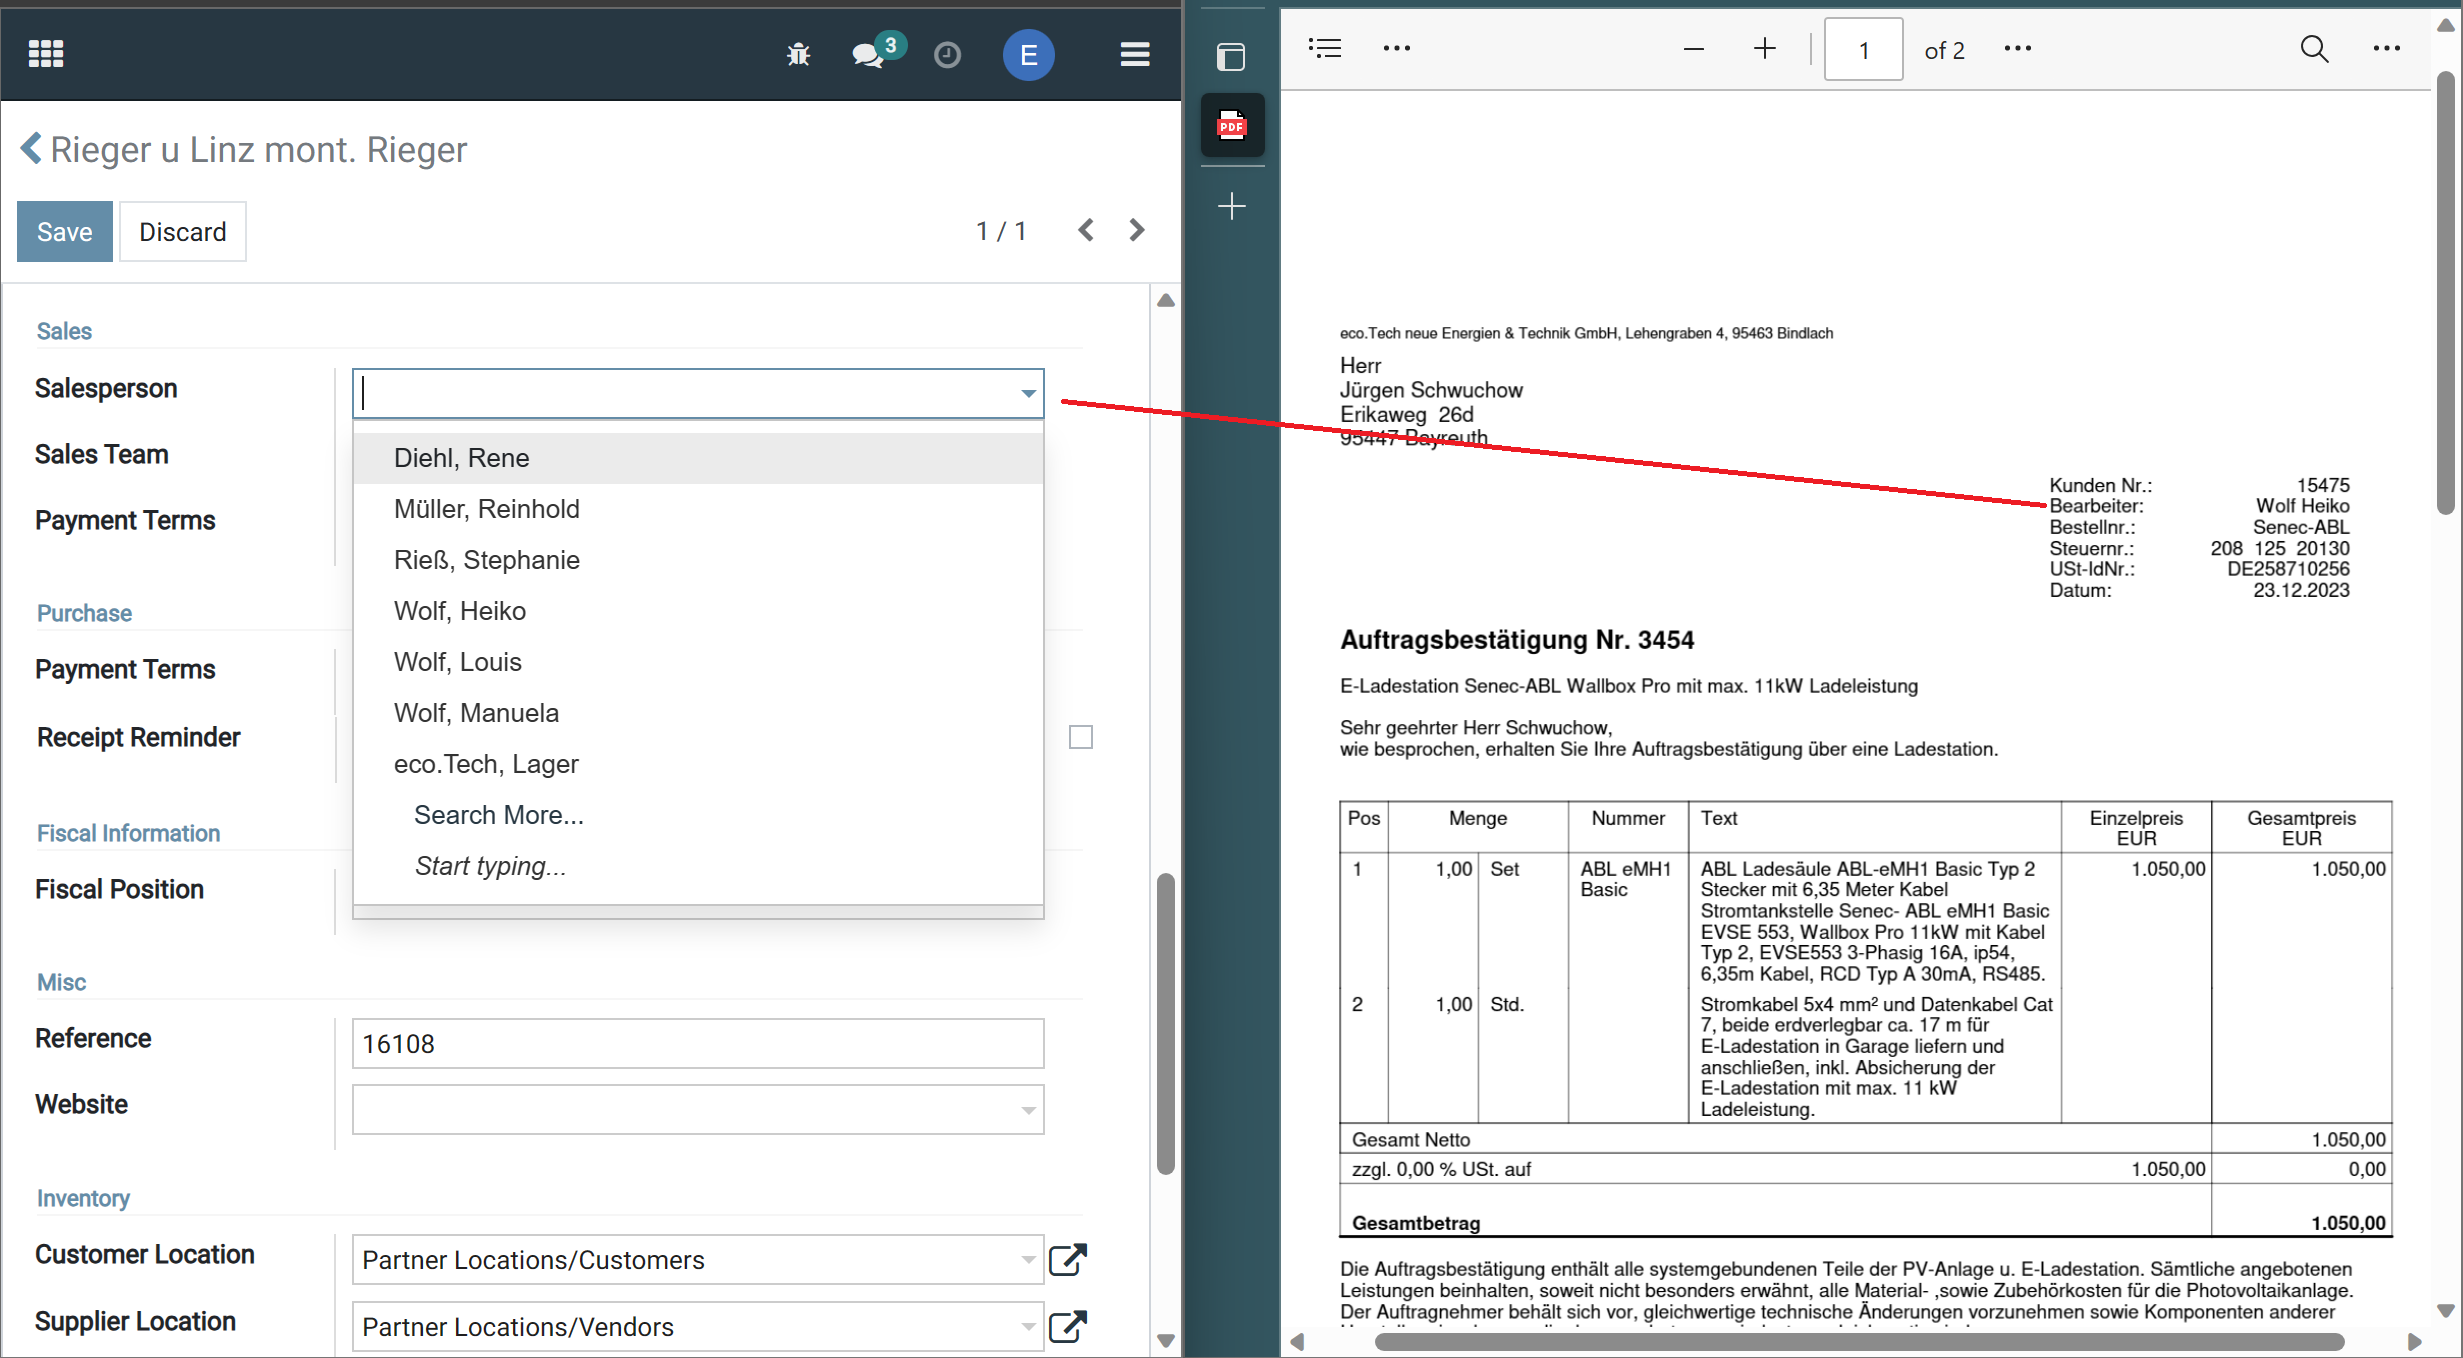 3
E
Rieger u Linz mont. Rieger
Save
Discard
1 / 1
Sales
Salesperson
Diehl, Rene
Müller, Reinhold
Rieß, Stephanie
Wolf, Heiko
Wolf, Louis
Wolf, Manuela
eco.Tech, Lager
Search More...
Start typing...
Sales Team
Payment Terms
Purchase
Payment Terms
Receipt Reminder
Fiscal Information
Fiscal Position
Misc
Reference
16108
Website
Inventory
Customer Location
Partner Locations/Customers
Supplier Location
Partner Locations/Vendors
PDF
1
of 2
eco.Tech neue Energien & Technik GmbH, Lehengraben 4, 95463 Bindlach
Herr
Jürgen Schwuchow
Erikaweg 26d
95447 Bayreuth
Kunden Nr.: 15475
Bearbeiter: Wolf Heiko
Bestellnr.: Senec-ABL
Steuernr.: 208 125 20130
USt-IdNr.: DE258710256
Datum: 23.12.2023
Auftragsbestätigung Nr. 3454
E-Ladestation Senec-ABL Wallbox Pro mit max. 11kW Ladeleistung
Sehr geehrter Herr Schwuchow,
wie besprochen, erhalten Sie Ihre Auftragsbestätigung über eine Ladestation.
Pos Menge Nummer Text Einzelpreis Gesamtpreis
EUR EUR
1 1,00 Set ABL eMH1 ABL Ladesäule ABL-eMH1 Basic Typ 2 1.050,00 1.050,00
Basic Stecker mit 6,35 Meter Kabel
Stromtankstelle Senec- ABL eMH1 Basic
EVSE 553, Wallbox Pro 11kW mit Kabel
Typ 2, EVSE553 3-Phasig 16A, ip54,
6,35m Kabel, RCD Typ A 30mA, RS485.
2 1,00 Std. Stromkabel 5x4 mm² und Datenkabel Cat
7, beide erdverlegbar ca. 17 m für
E-Ladestation in Garage liefern und
anschließen, inkl. Absicherung der
E-Ladestation mit max. 11 kW
Ladeleistung.
Gesamt Netto 1.050,00
zzgl. 0,00 % USt. auf 1.050,00 0,00
Gesamtbetrag 1.050,00
Die Auftragsbestätigung enthält alle systemgebundenen Teile der PV-Anlage u. E-Ladestation. Sämtliche angebotenen
Leistungen beinhalten, soweit nicht besonders erwähnt, alle Material- ,sowie Zubehörkosten für die Photovoltaikanlage.
Der Auftragnehmer behält sich vor, gleichwertige technische Änderungen vorzunehmen sowie Komponenten anderer